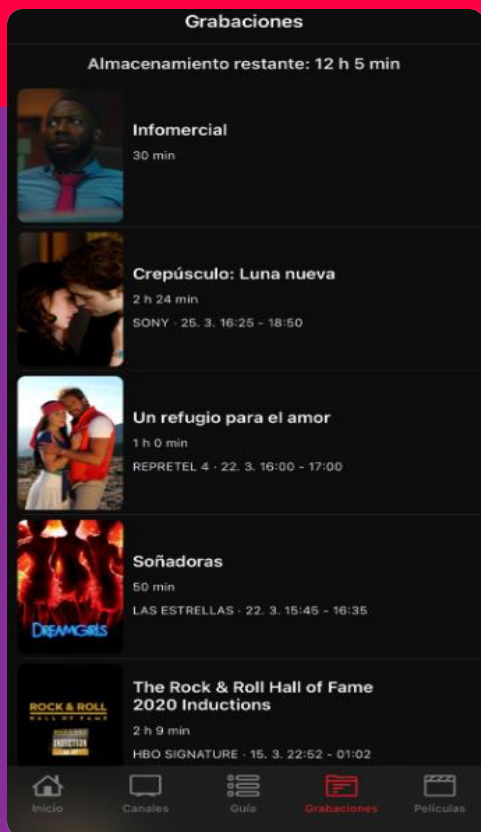 Grabaciones
Almacenamiento restante: 12 h 5 min
Infomercial
30 min
Crepúsculo: Luna nueva
2 h 24 min
SONY · 25. 3. 16:25 - 18:50
Un refugio para el amor
1 h 0 min
REPRETEL 4 · 22. 3. 16:00 - 17:00
DREAMGIRLS
Soñadoras
50 min
LAS ESTRELLAS · 22. 3. 15:45 - 16:35
ROCK & ROLL
HALL OF FAME
INDUCTION
The Rock & Roll Hall of Fame
2020 Inductions
2 h 9 min
HBO SIGNATURE · 15. 3. 22:52 - 01:02
Inicio
Canales
Guía
Grabaciones
Películas